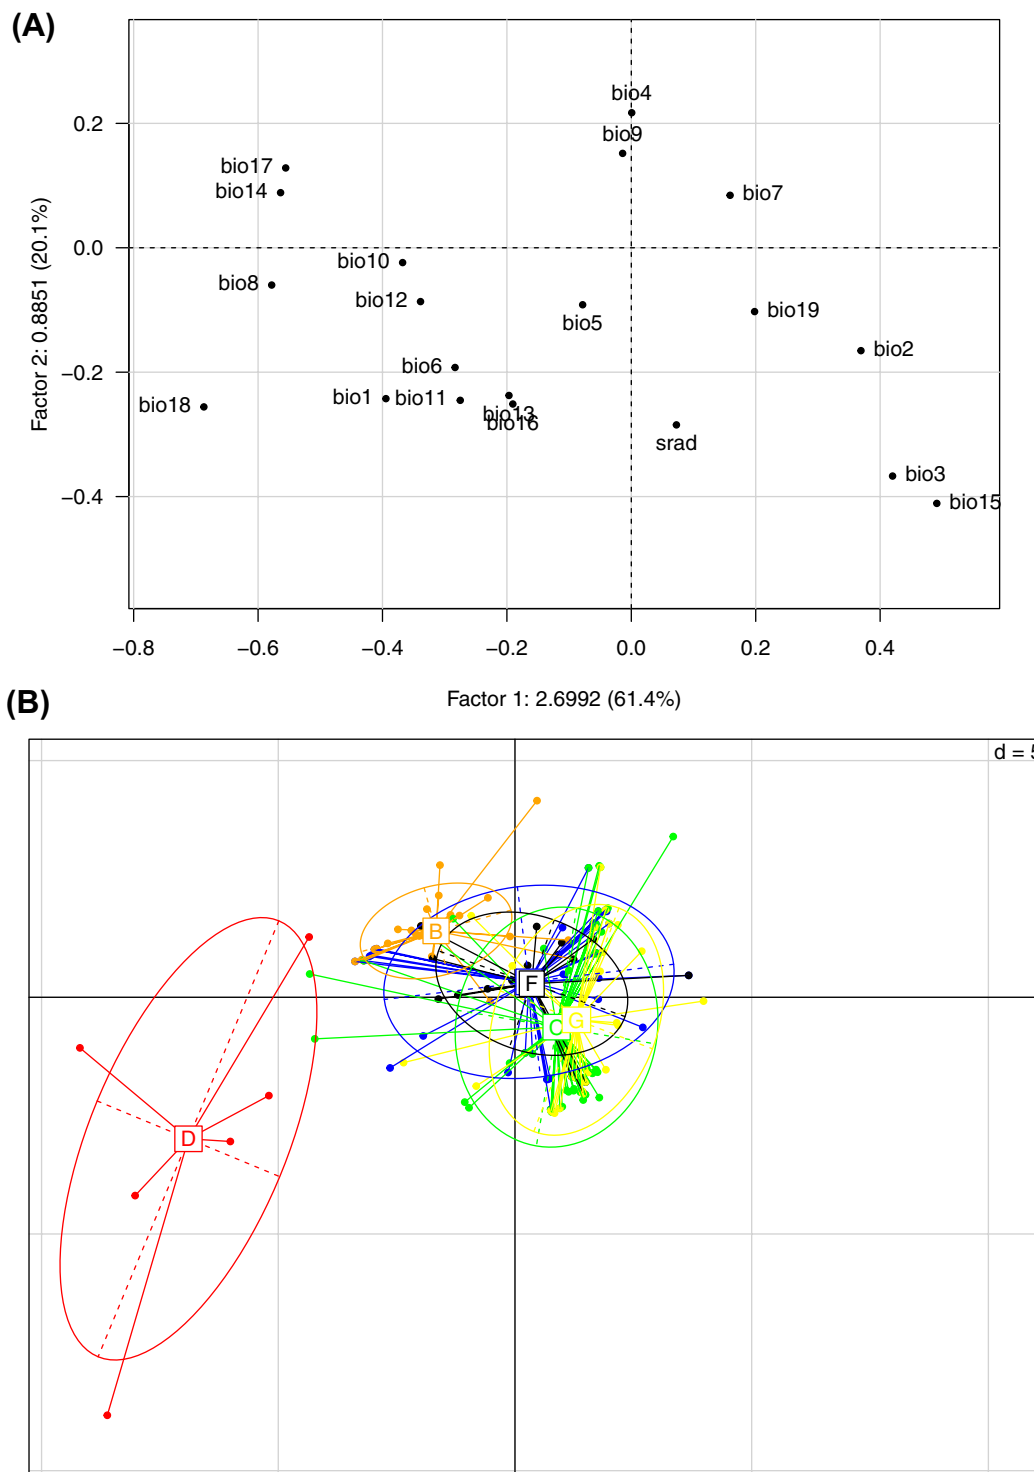 (A)
bio4
bio9
0.2
bio17
bio14
bio7
0.0
bio10
bio8
bio12
bio5
bio19
bio2
bio6
−0.2
bio1
bio11
bio18
bio13
bio16
srad
bio3
−0.4
bio15
Factor 2: 0.8851 (20.1%)
−0.8
−0.6
−0.4
−0.2
0.0
0.2
0.4
Factor 1: 2.6992 (61.4%)
(B)
d = 5
B
F
C
G
D